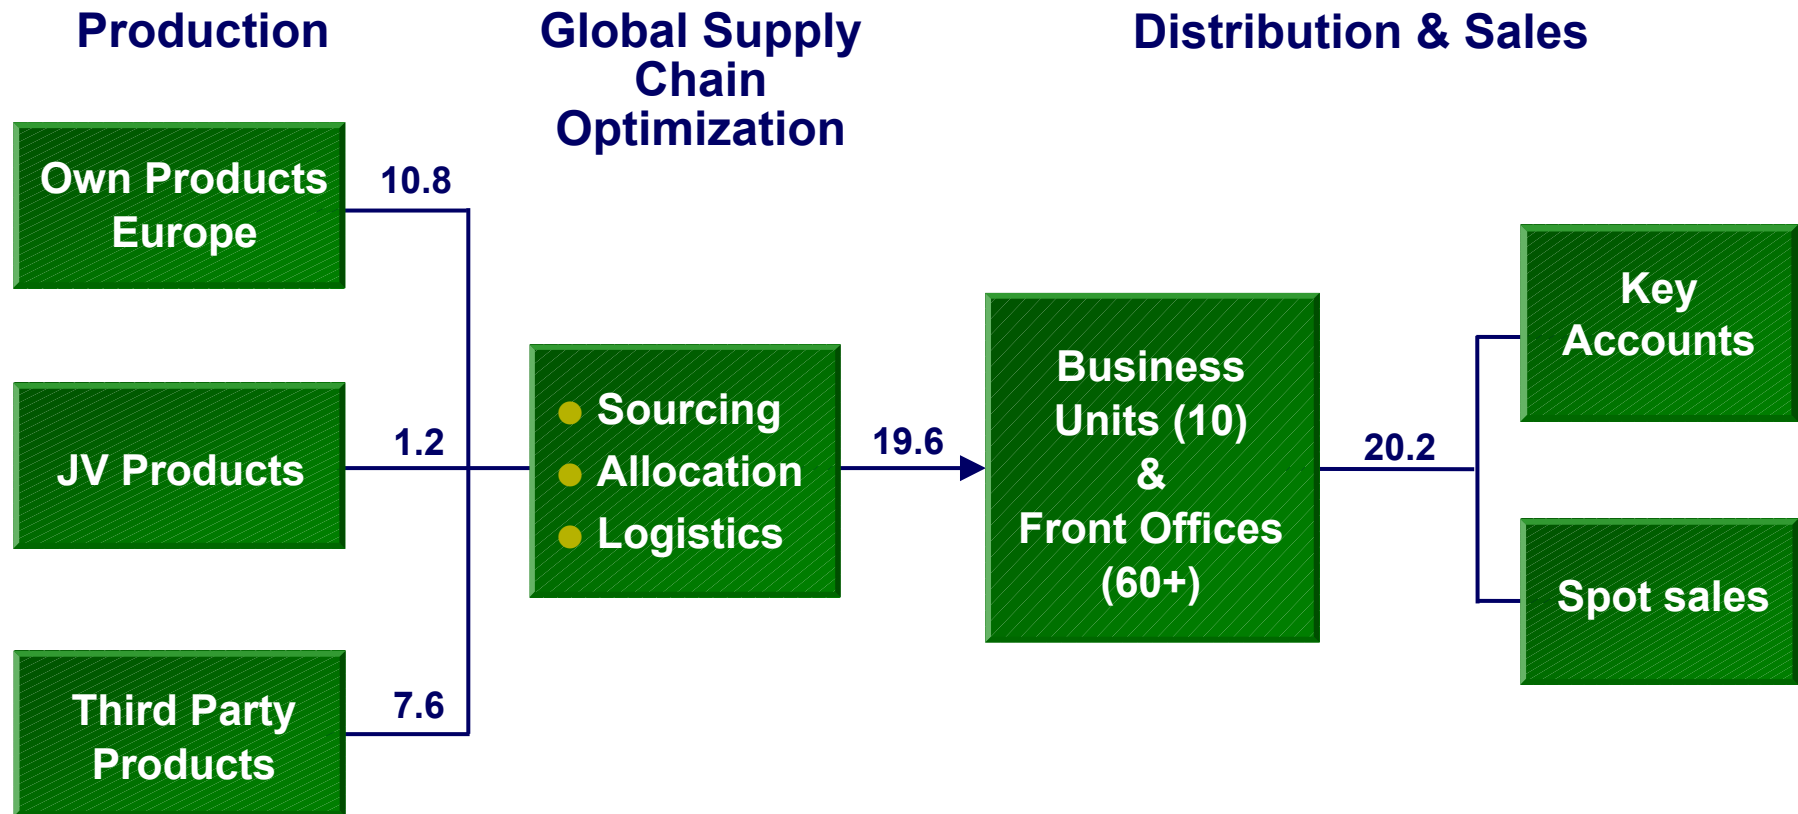 Production
Global Supply
Chain
Optimization
Distribution & Sales
Own Products
Europe
10.8
JV Products
1.2
Third Party
Products
7.6
● Sourcing
● Allocation
● Logistics
19.6
Business
Units (10)
&
Front Offices
(60+)
20.2
Key
Accounts
Spot sales